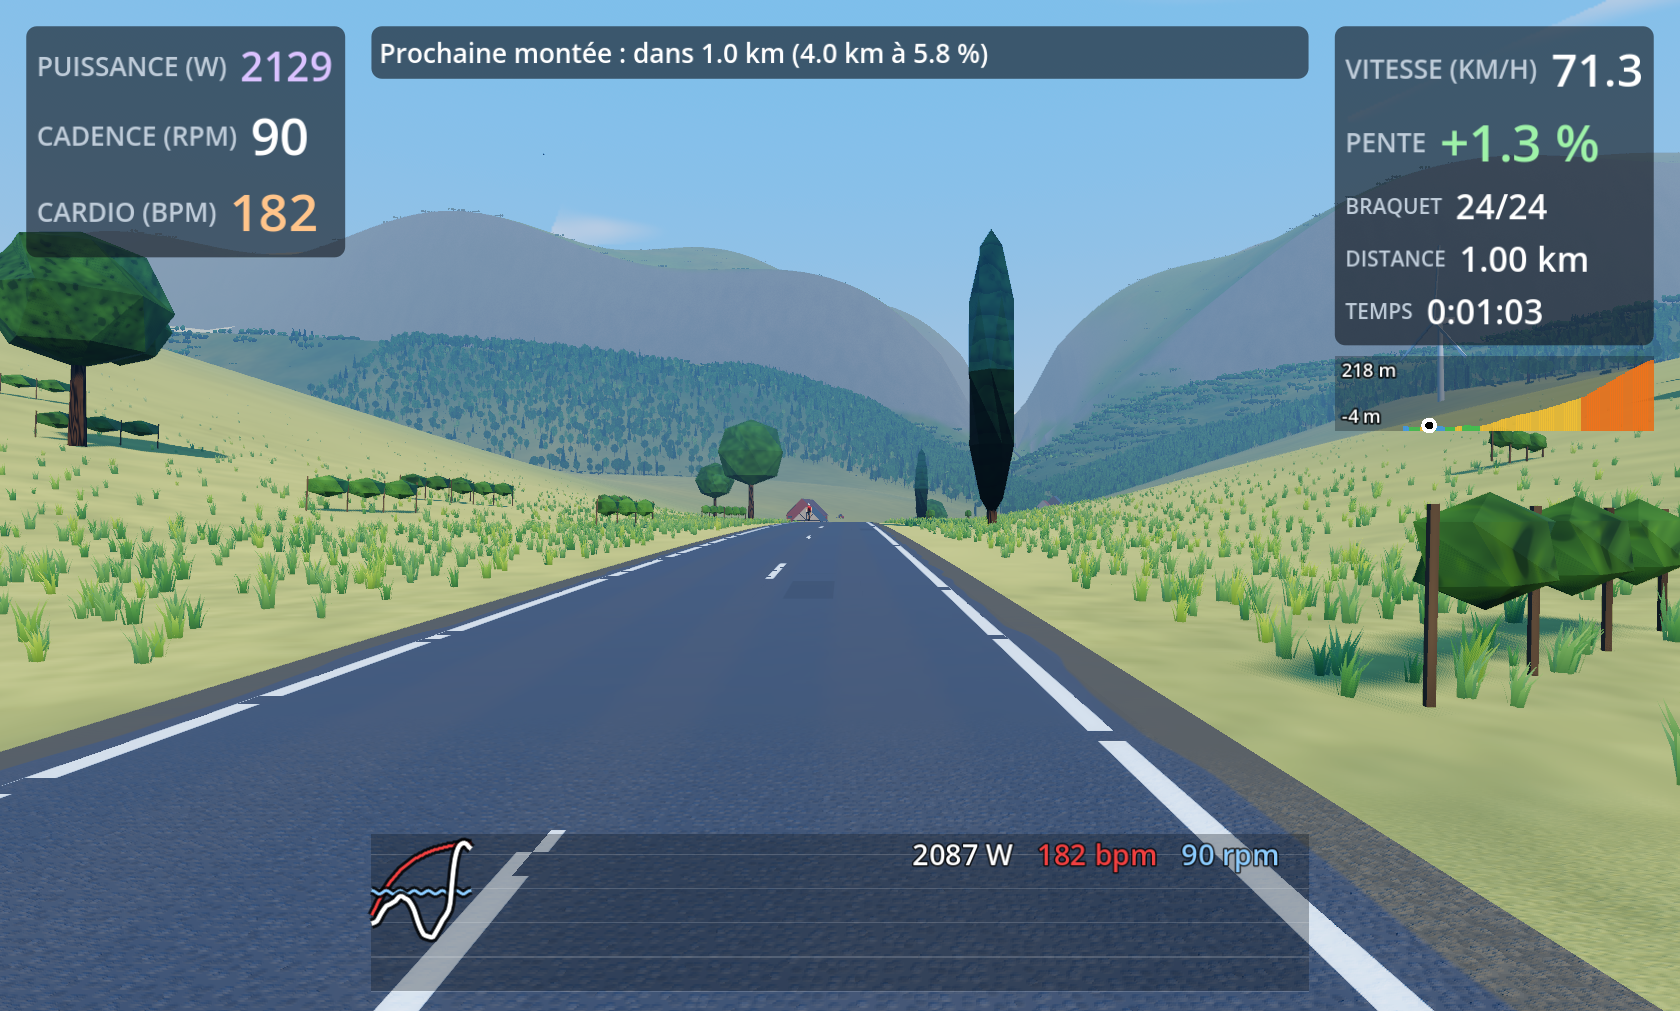 PUISSANCE (W) 2129
CADENCE (RPM) 90
CARDIO (BPM) 182
Prochaine montée : dans 1.0 km (4.0 km à 5.8 %)
VITESSE (KM/H) 71.3
PENTE +1.3 %
BRAQUET 24/24
DISTANCE 1.00 km
TEMPS 0:01:03
218 m
-4 m
2087 W 182 bpm 90 rpm